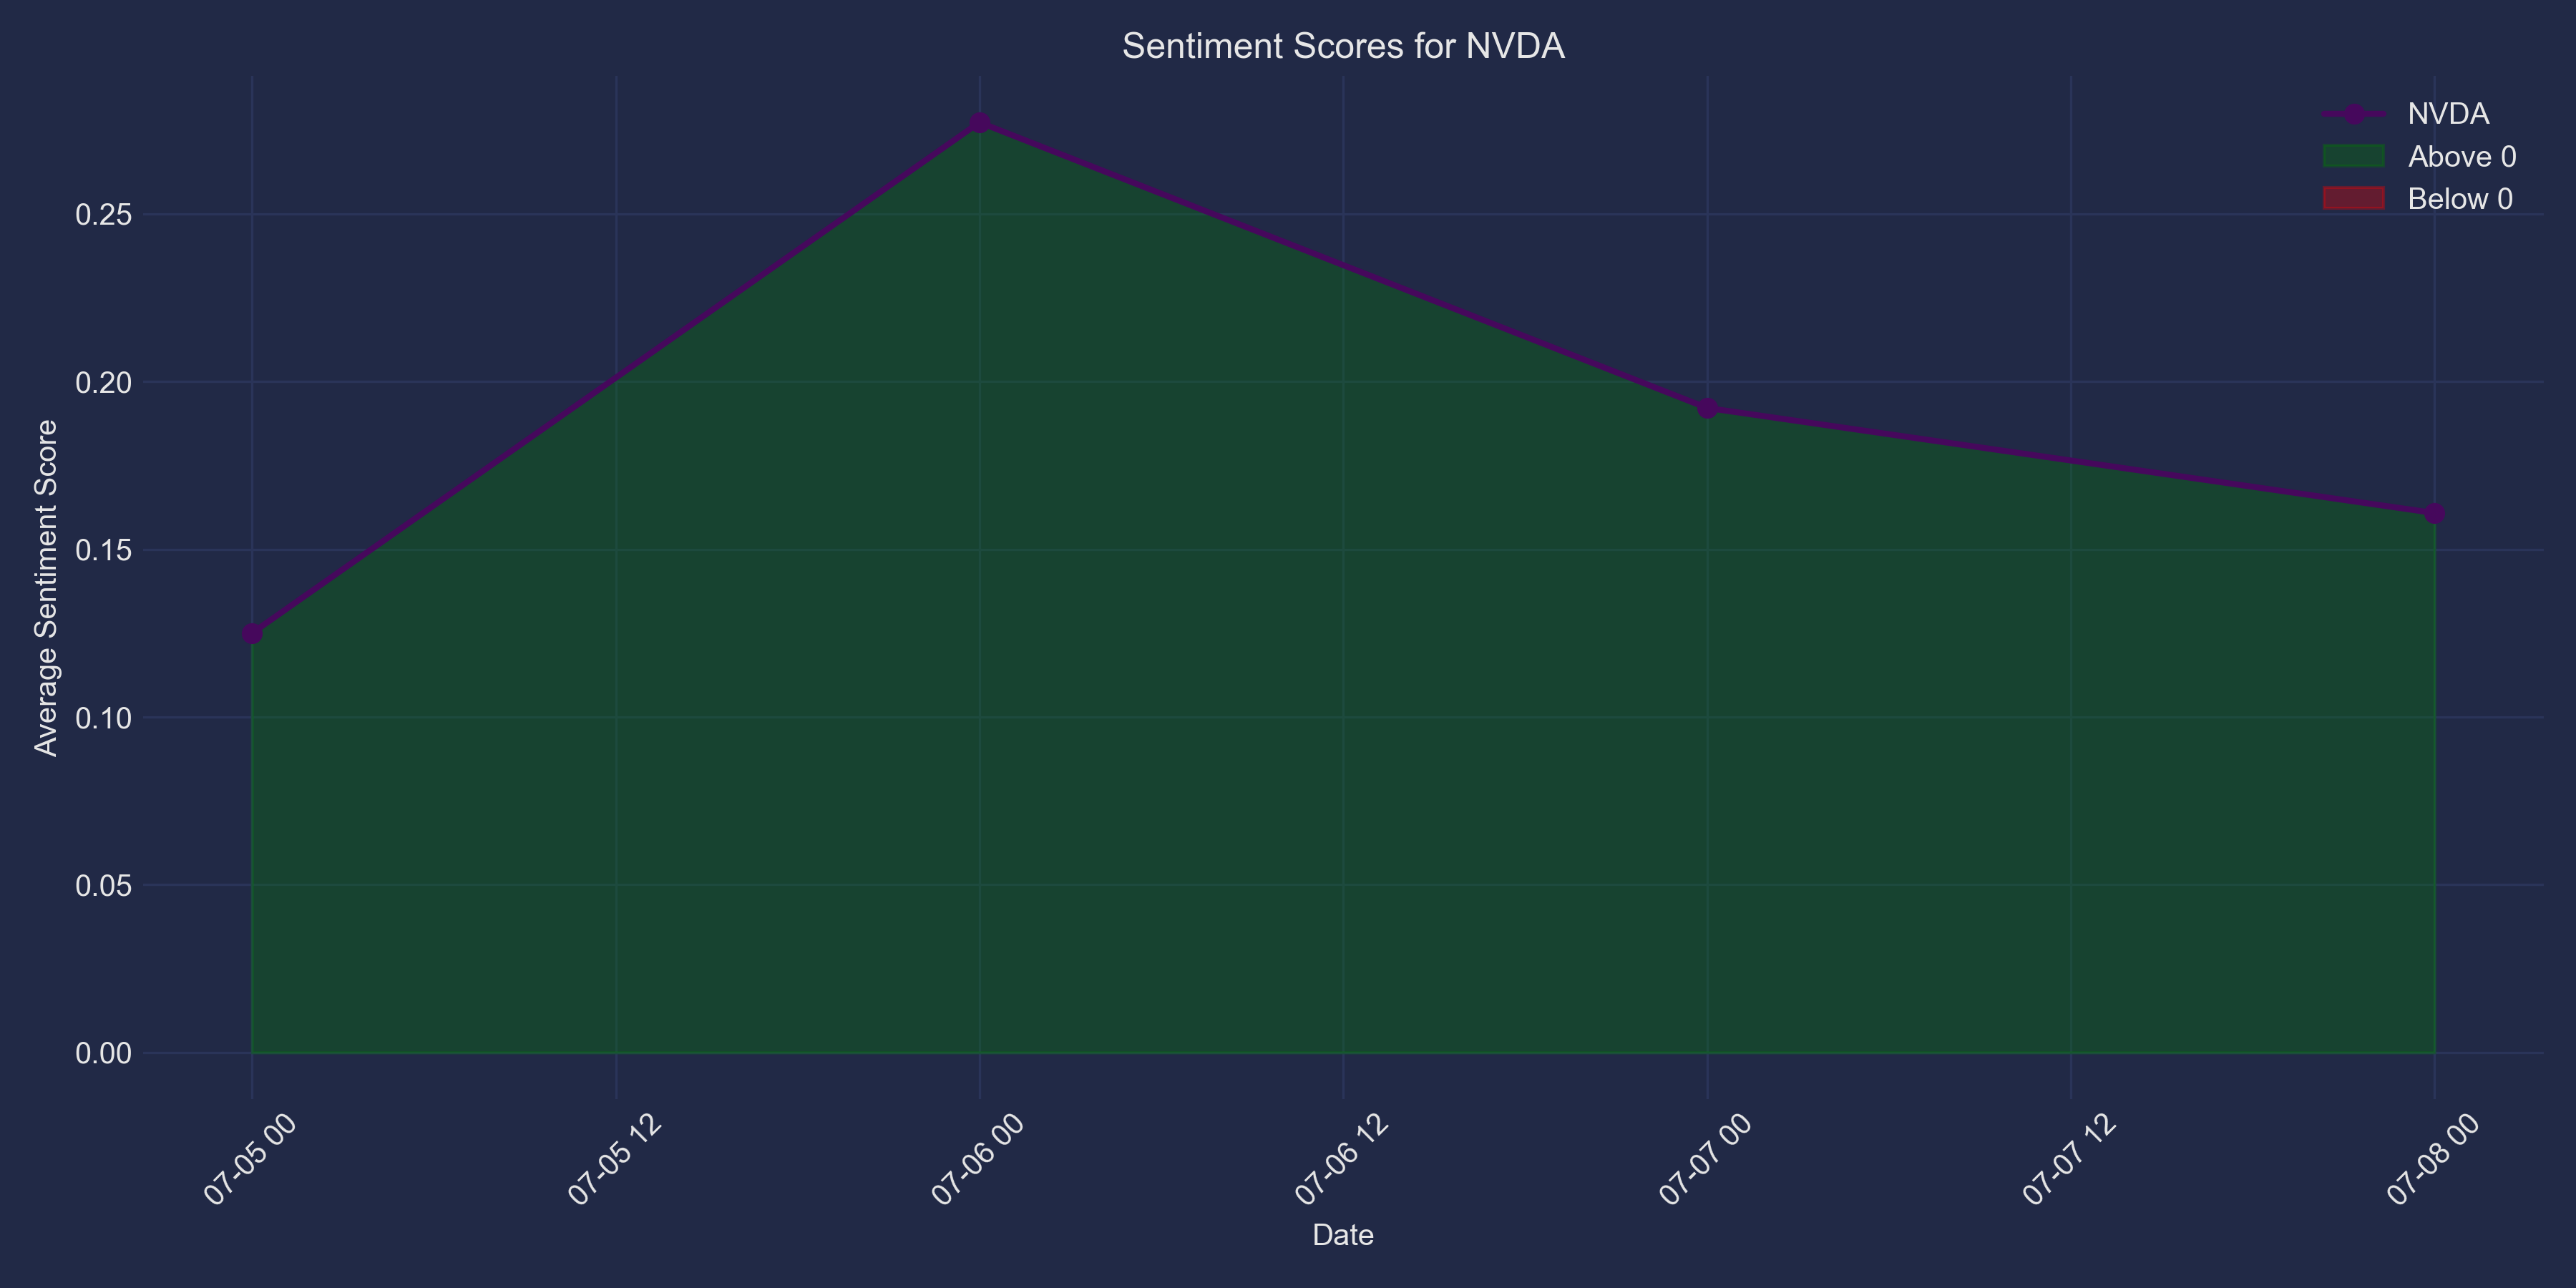 Sentiment Scores for NVDA
NVDA
Above 0
Below 0
Average Sentiment Score
0.25
0.20
0.15
0.10
0.05
0.00
07-05 00
07-05 12
07-06 00
07-06 12
07-07 00
07-07 12
07-08 00
Date